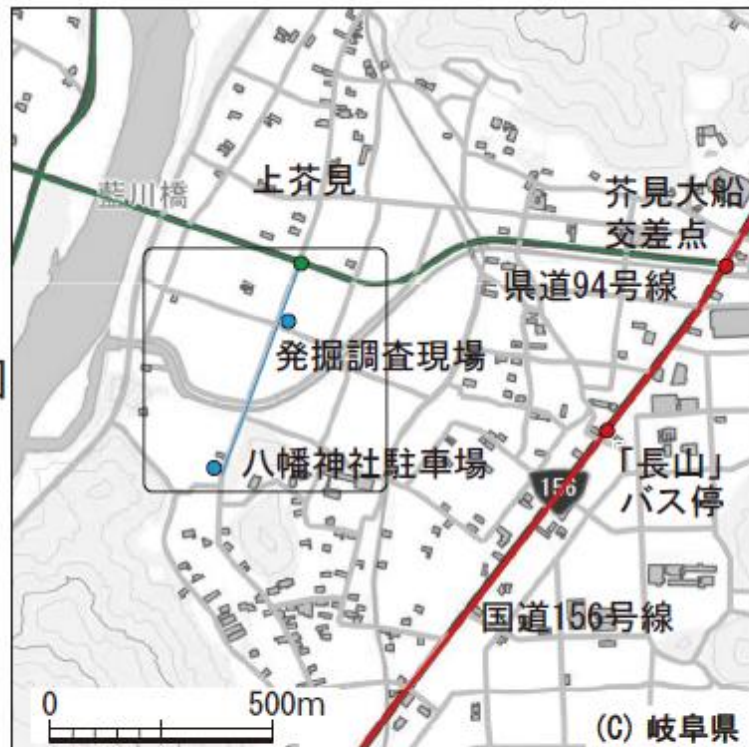 藍川橋
上芥見
芥見大船
交差点
県道94号線
発掘調査現場
八幡神社駐車場
「長山」
バス停
156
国道156号線
0 500m
(C) 岐阜県